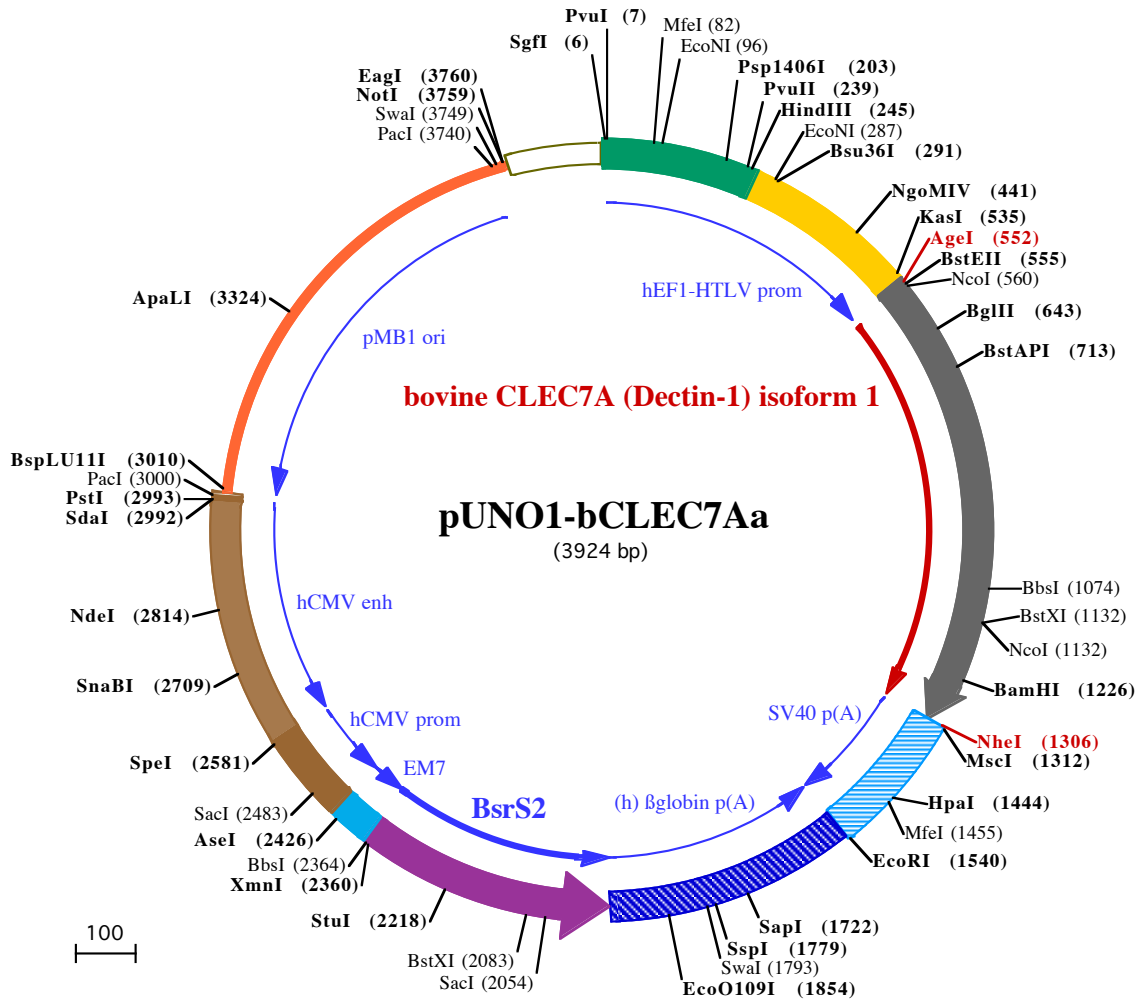 PvuI (7)
SgfI (6)
MfeI (82)
EcoNI (96)
Psp1406I (203)
PvuII (239)
HindIII (245)
EcoNI (287)
Bsu36I (291)
NgoMIV (441)
KasI (535)
AgeI (552)
BstEII (555)
NcoI (560)
BglII (643)
BstAPI (713)
BbsI (1074)
BstXI (1132)
NcoI (1132)
BamHI (1226)
NheI (1306)
MscI (1312)
HpaI (1444)
MfeI (1455)
EcoRI (1540)
SapI (1722)
SspI (1779)
SwaI (1793)
EcoO109I (1854)
SacI (2054)
BstXI (2083)
StuI (2218)
XmnI (2360)
BbsI (2364)
AseI (2426)
SacI (2483)
SpeI (2581)
SnaBI (2709)
NdeI (2814)
SdaI (2992)
PstI (2993)
PacI (3000)
BspLU11I (3010)
ApaLI (3324)
PacI (3740)
SwaI (3749)
NotI (3759)
EagI (3760)
hEF1-HTLV prom
pMB1 ori
bovine CLEC7A (Dectin-1) isoform 1
pUNO1-bCLEC7Aa
(3924 bp)
hCMV enh
hCMV prom
EM7
BsrS2
(h) ßglobin p(A)
SV40 p(A)
100